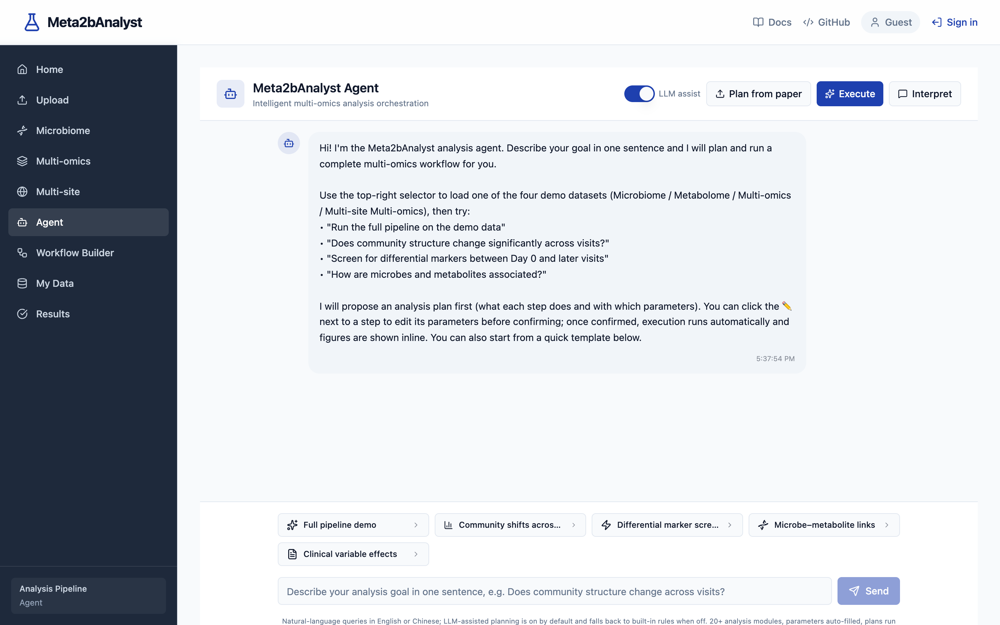 Meta2bAnalyst
Docs
GitHub
Guest
Sign in
Home
Upload
Microbiome
Multi-omics
Multi-site
Agent
Workflow Builder
My Data
Results
Analysis Pipeline
Agent
Meta2bAnalyst Agent
Intelligent multi-omics analysis orchestration
LLM assist
Plan from paper
Execute
Interpret
Hi! I'm the Meta2bAnalyst analysis agent. Describe your goal in one sentence and I will plan and run a
complete multi-omics workflow for you.
Use the top-right selector to load one of the four demo datasets (Microbiome / Metabolome / Multi-omics
/ Multi-site Multi-omics), then try:
• "Run the full pipeline on the demo data"
• "Does community structure change significantly across visits?"
• "Screen for differential markers between Day 0 and later visits"
• "How are microbes and metabolites associated?"
I will propose an analysis plan first (what each step does and with which parameters). You can click the ✏️
next to a step to edit its parameters before confirming; once confirmed, execution runs automatically and
figures are shown inline. You can also start from a quick template below.
5:37:54 PM
Full pipeline demo
Community shifts acros...
Differential marker scre...
Microbe–metabolite links
Clinical variable effects
Describe your analysis goal in one sentence, e.g. Does community structure change across visits?
Send
Natural-language queries in English or Chinese; LLM-assisted planning is on by default and falls back to built-in rules when off. 20+ analysis modules, parameters auto-filled, plans run